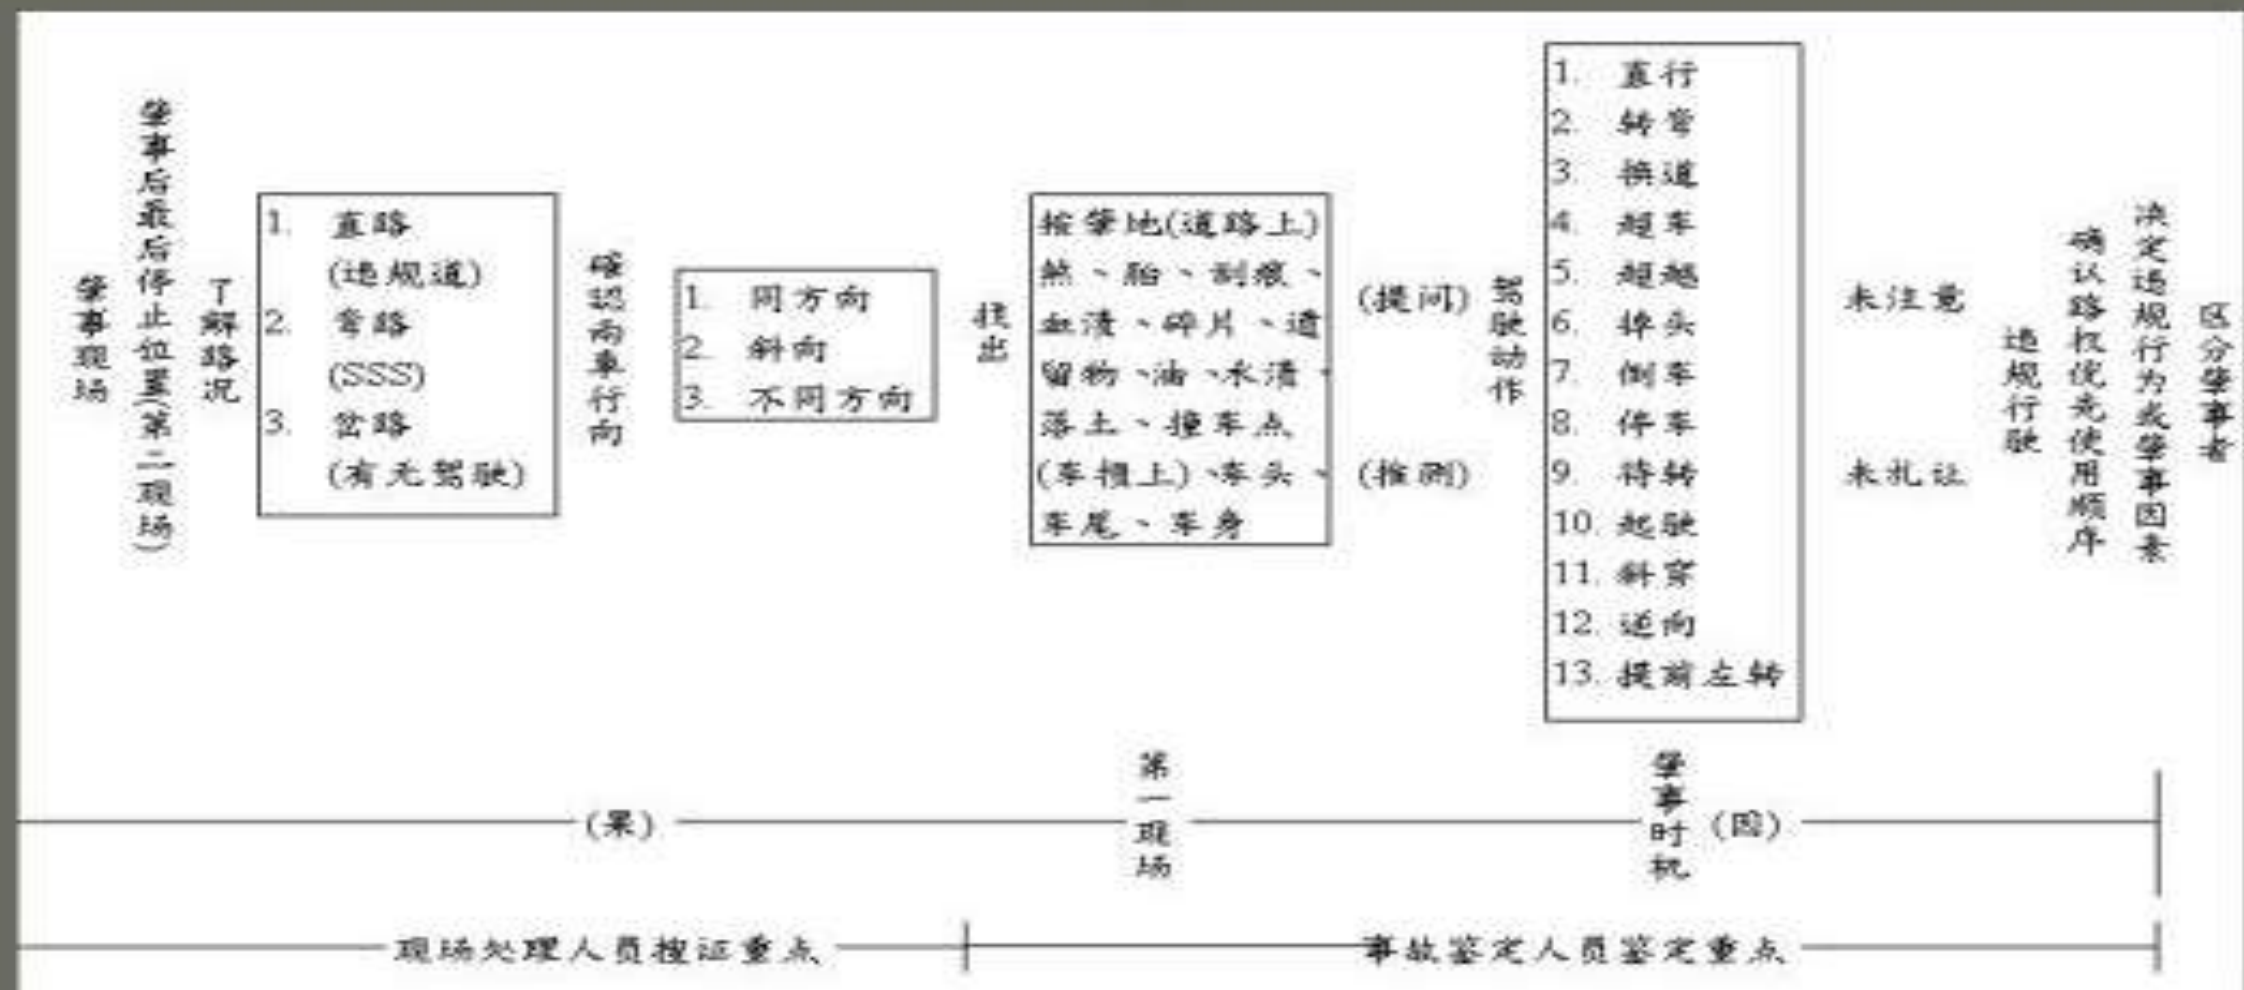 肇事现场
肇事后最后停止位置(第二现场)
了解路况
1. 直路
(违规道)
2. 弯路
(SSS)
3. 岔路
(有无驾驶)
確認两車行向
1. 同方向
2. 斜向
3. 不同方向
找出
按肇地(道路上)
煞、胎、刮痕、
血渍、碎片、遗
留物、油、水渍、
落土、撞车点
(车损上)、车头、
车尾、车身
(提问)
(推测)
驾驶动作
1. 直行
2. 转弯
3. 换道
4. 超车
5. 超越
6. 掉头
7. 倒车
8. 停车
9. 待转
10. 起驶
11. 斜穿
12. 逆向
13. 提前左转
未注意
未礼让
违规行驶
确认路权优先使用顺序
决定违规行为或肇事因素
区分肇事者
(果)
第一现场
肇事时机
(因)
现场处理人员搜证重点
事故鉴定人员鉴定重点